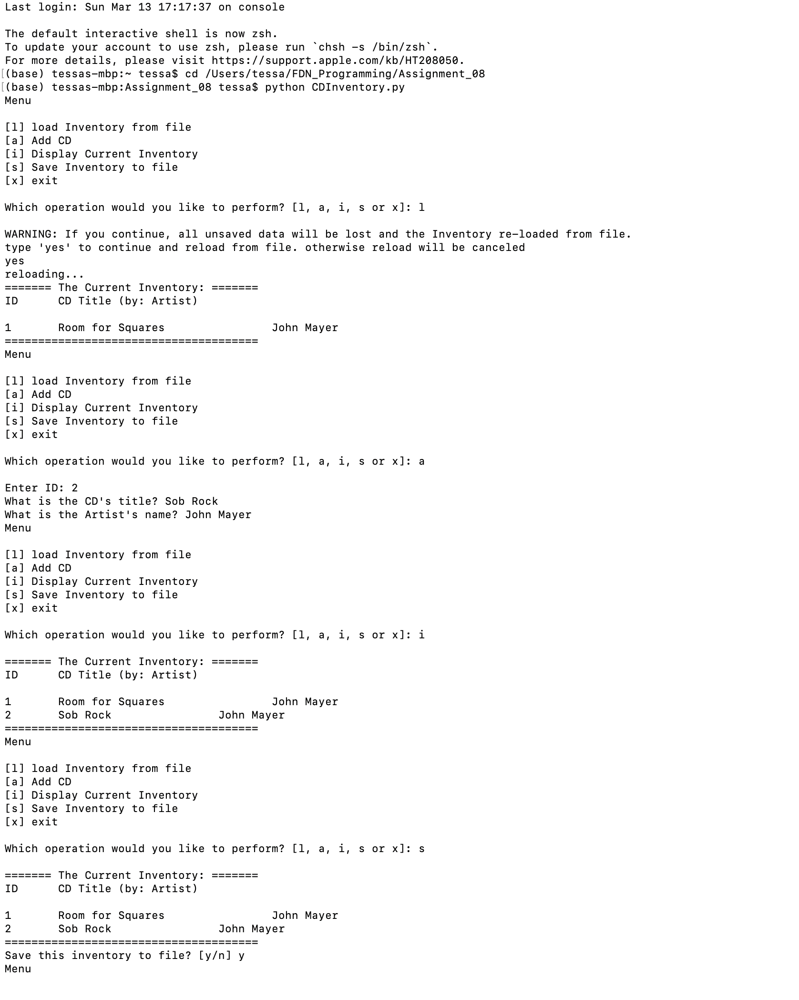 Last login: Sun Mar 13 17:17:37 on console

The default interactive shell is now zsh.
To update your account to use zsh, please run `chsh -s /bin/zsh`.
For more details, please visit https://support.apple.com/kb/HT208050.
[(base) tessas-mbp:~ tessa$ cd /Users/tessa/FDN_Programming/Assignment_08
[(base) tessas-mbp:Assignment_08 tessa$ python CDInventory.py
Menu

[l] load Inventory from file
[a] Add CD
[i] Display Current Inventory
[s] Save Inventory to file
[x] exit

Which operation would you like to perform? [l, a, i, s or x]: l

WARNING: If you continue, all unsaved data will be lost and the Inventory re-loaded from file.
type 'yes' to continue and reload from file. otherwise reload will be canceled
yes
reloading...
======= The Current Inventory: =======
ID      CD Title (by: Artist)

1       Room for Squares                John Mayer
======================================
Menu

[l] load Inventory from file
[a] Add CD
[i] Display Current Inventory
[s] Save Inventory to file
[x] exit

Which operation would you like to perform? [l, a, i, s or x]: a

Enter ID: 2
What is the CD's title? Sob Rock
What is the Artist's name? John Mayer
Menu

[l] load Inventory from file
[a] Add CD
[i] Display Current Inventory
[s] Save Inventory to file
[x] exit

Which operation would you like to perform? [l, a, i, s or x]: i

======= The Current Inventory: =======
ID      CD Title (by: Artist)

1       Room for Squares                John Mayer
2       Sob Rock                John Mayer
======================================
Menu

[l] load Inventory from file
[a] Add CD
[i] Display Current Inventory
[s] Save Inventory to file
[x] exit

Which operation would you like to perform? [l, a, i, s or x]: s

======= The Current Inventory: =======
ID      CD Title (by: Artist)

1       Room for Squares                John Mayer
2       Sob Rock                John Mayer
======================================
Save this inventory to file? [y/n] y
Menu